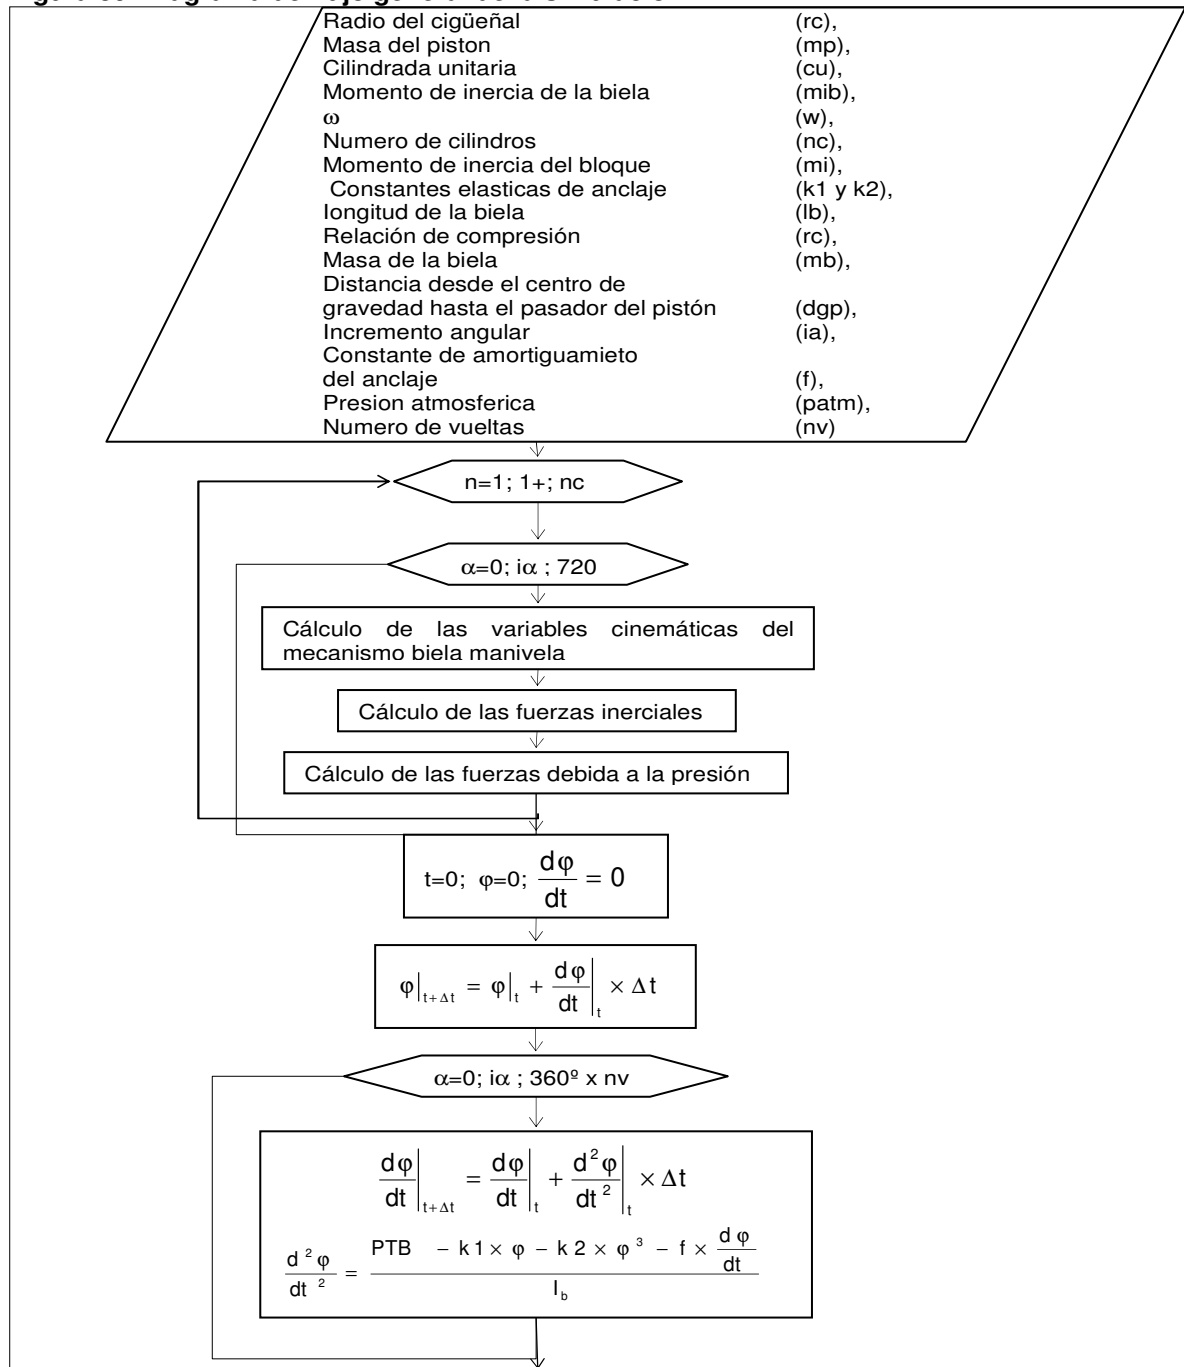 Radio del cigüeñal (rc),
Masa del piston (mp),
Cilindrada unitaria (cu),
Momento de inercia de la biela (mib),
ω (w),
Numero de cilindros (nc),
Momento de inercia del bloque (mi),
Constantes elasticas de anclaje (k1 y k2),
longitud de la biela (lb),
Relación de compresión (rc),
Masa de la biela (mb),
Distancia desde el centro de
gravedad hasta el pasador del pistón (dgp),
Incremento angular (ia),
Constante de amortiguamieto
del anclaje (f),
Presion atmosferica (patm),
Numero de vueltas (nv)
n=1; 1+; nc
α=0; iα ; 720
Cálculo de las variables cinemáticas del
mecanismo biela manivela
Cálculo de las fuerzas inerciales
Cálculo de las fuerzas debida a la presión
t=0; φ=0; dφ/dt = 0
φ|t+Δt = φ|t + dφ/dt|t × Δt
α=0; iα ; 360º x nv
dφ/dt|t+Δt = dφ/dt|t + d²φ/dt²|t × Δt
d²φ/dt² = (PTB - k1 × φ - k2 × φ³ - f × dφ/dt) / I_b